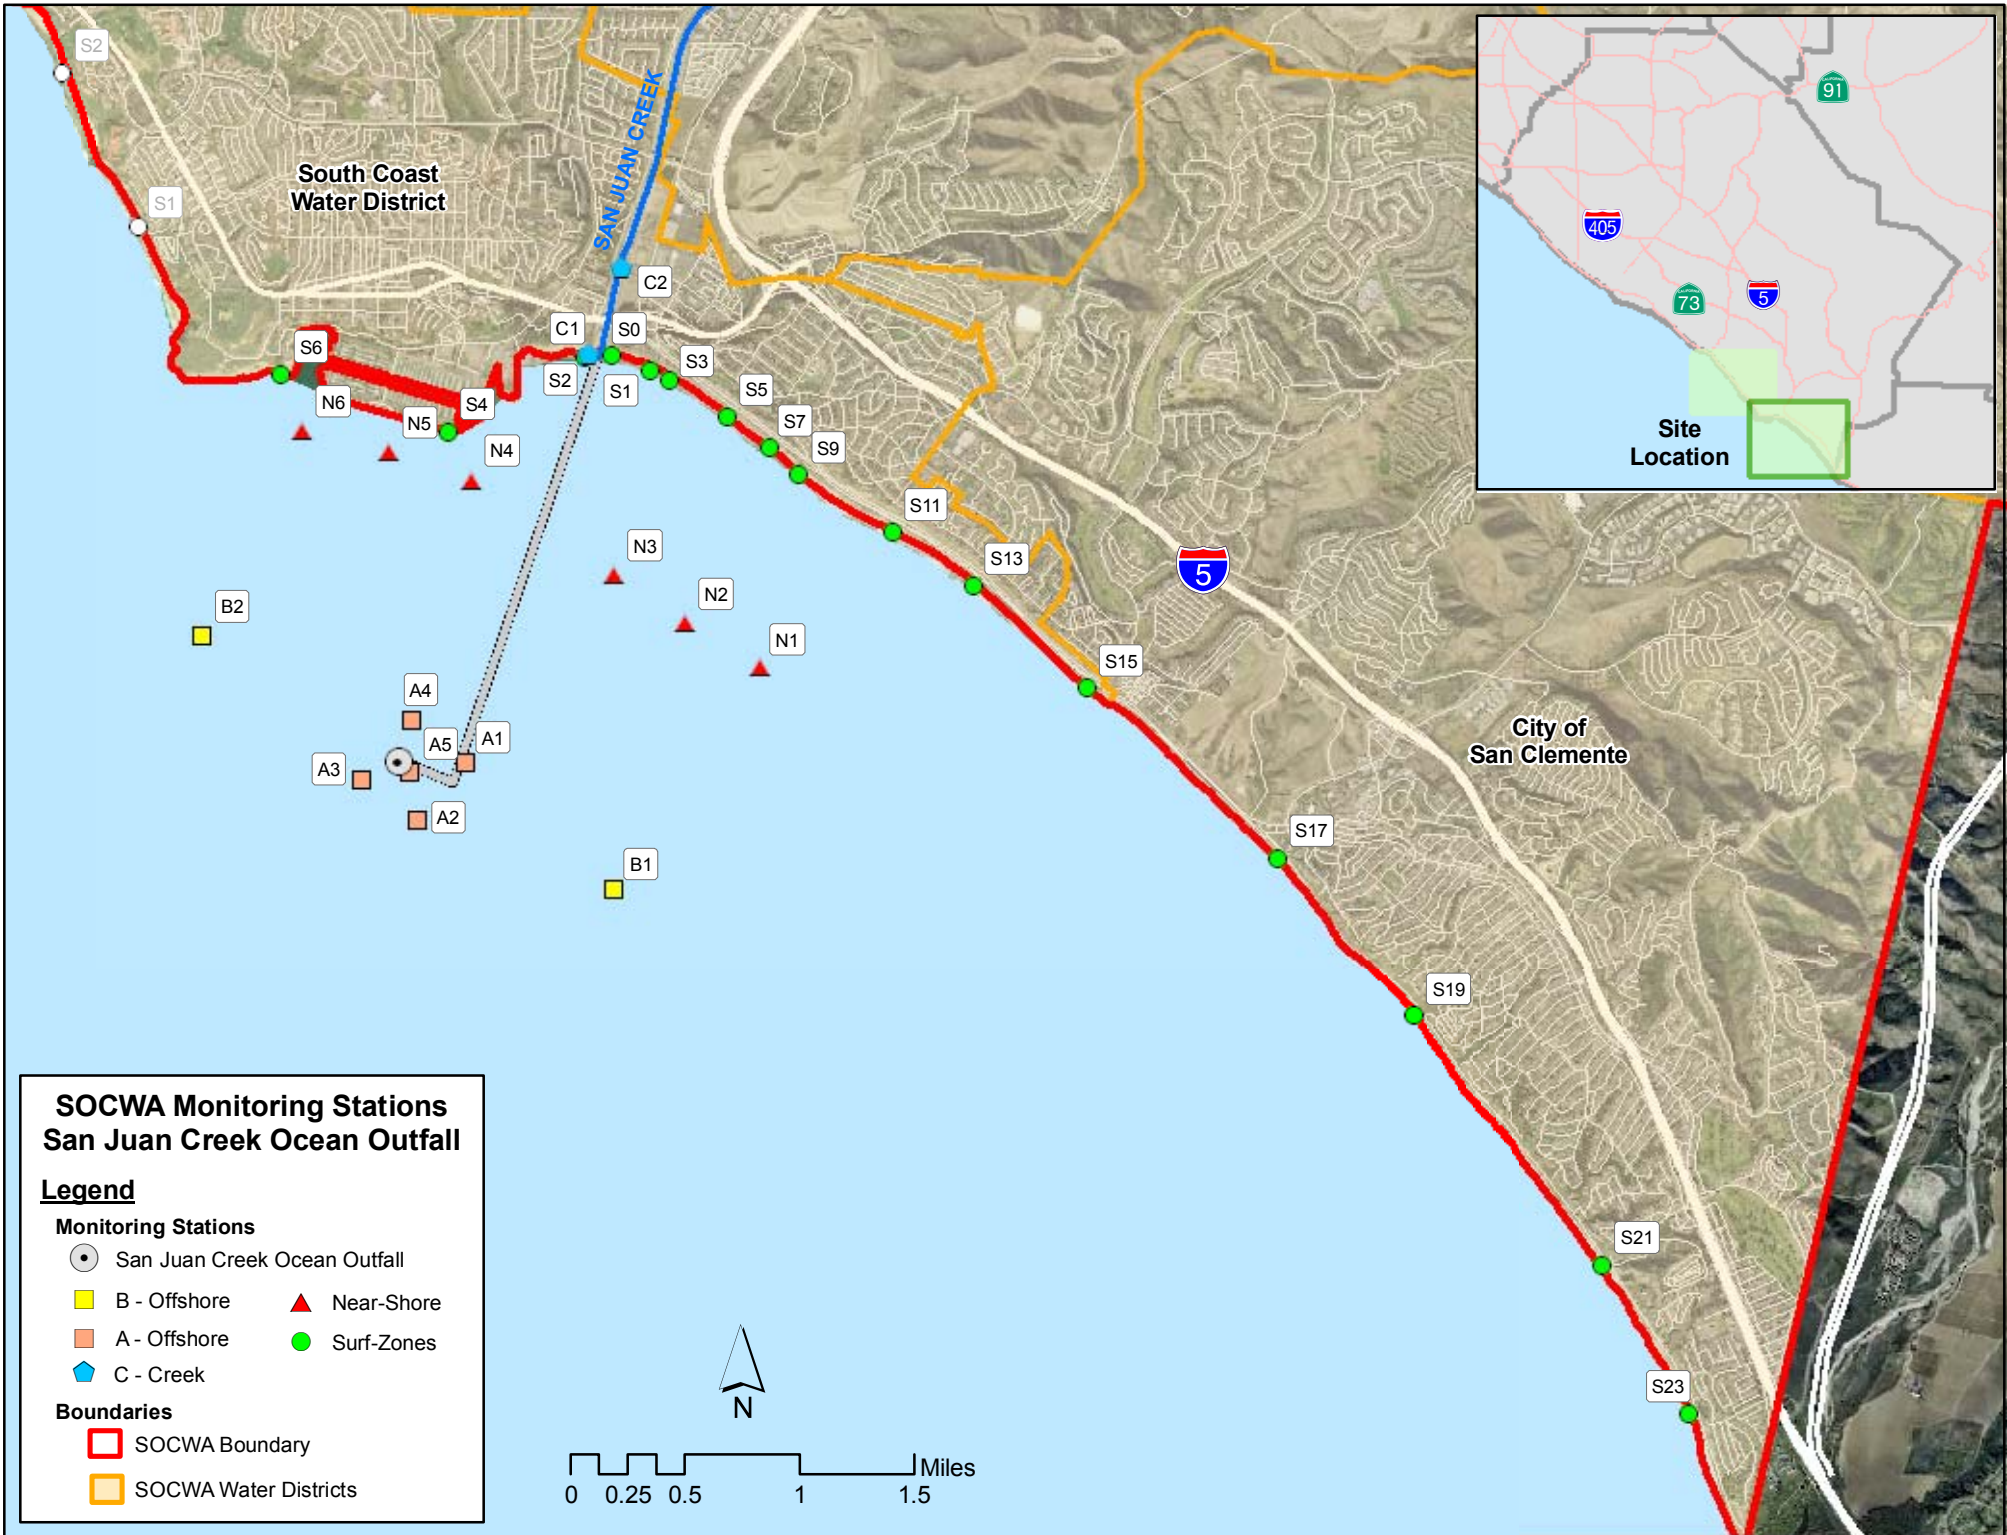 S2
S1
South Coast
Water District
SAN JUAN CREEK
C2
C1
S0
S2
S1
S3
S6
N6
N5
S4
N4
S5
S7
S9
S11
S13
N3
N2
N1
B2
S15
A4
A5
A1
A3
A2
B1
5
City of
San Clemente
S17
S19
S21
S23
CALIFORNIA
91
405
CALIFORNIA
73
5
Site
Location
SOCWA Monitoring Stations
San Juan Creek Ocean Outfall
Legend
Monitoring Stations
San Juan Creek Ocean Outfall
B - Offshore
Near-Shore
A - Offshore
Surf-Zones
C - Creek
Boundaries
SOCWA Boundary
SOCWA Water Districts
N
Miles
0 0.25 0.5 1 1.5